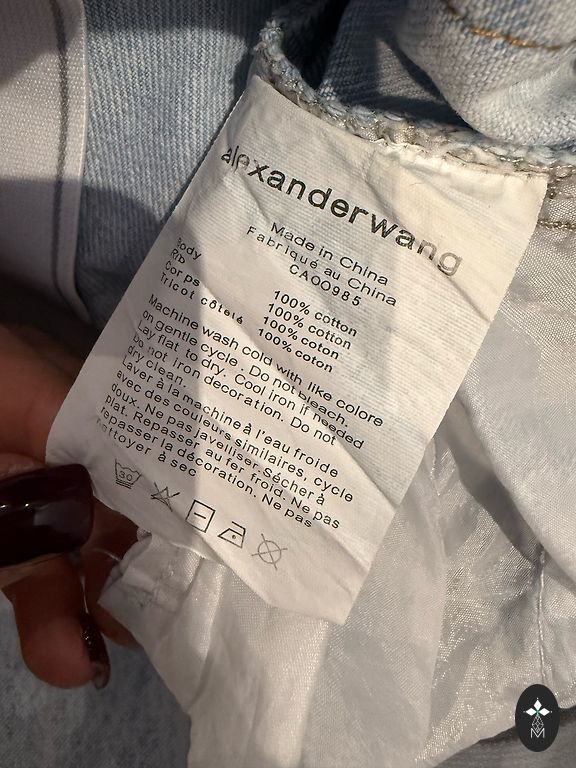 alexanderwang
Made in China
Fabriqué au China
CA00985
Body 100% cotton
RID 100% cotton
Cor ps 100% coton
Tricot côtelé 100% coton
Machine wash cold with like colore
on gentle cycle . Do not bleach.
Lay flat to dry. Cool iron if needed
Do not iron decoration. Do not
dry clean.
Laver à la machine à l'eau froide
avec des couleurs similaires, cycle
doux. Ne pas javelliser. Sécher à
plat. Repasser au fer froid. Ne pas
repasser la décoration. Ne pas
nettoyer à sec
30
M